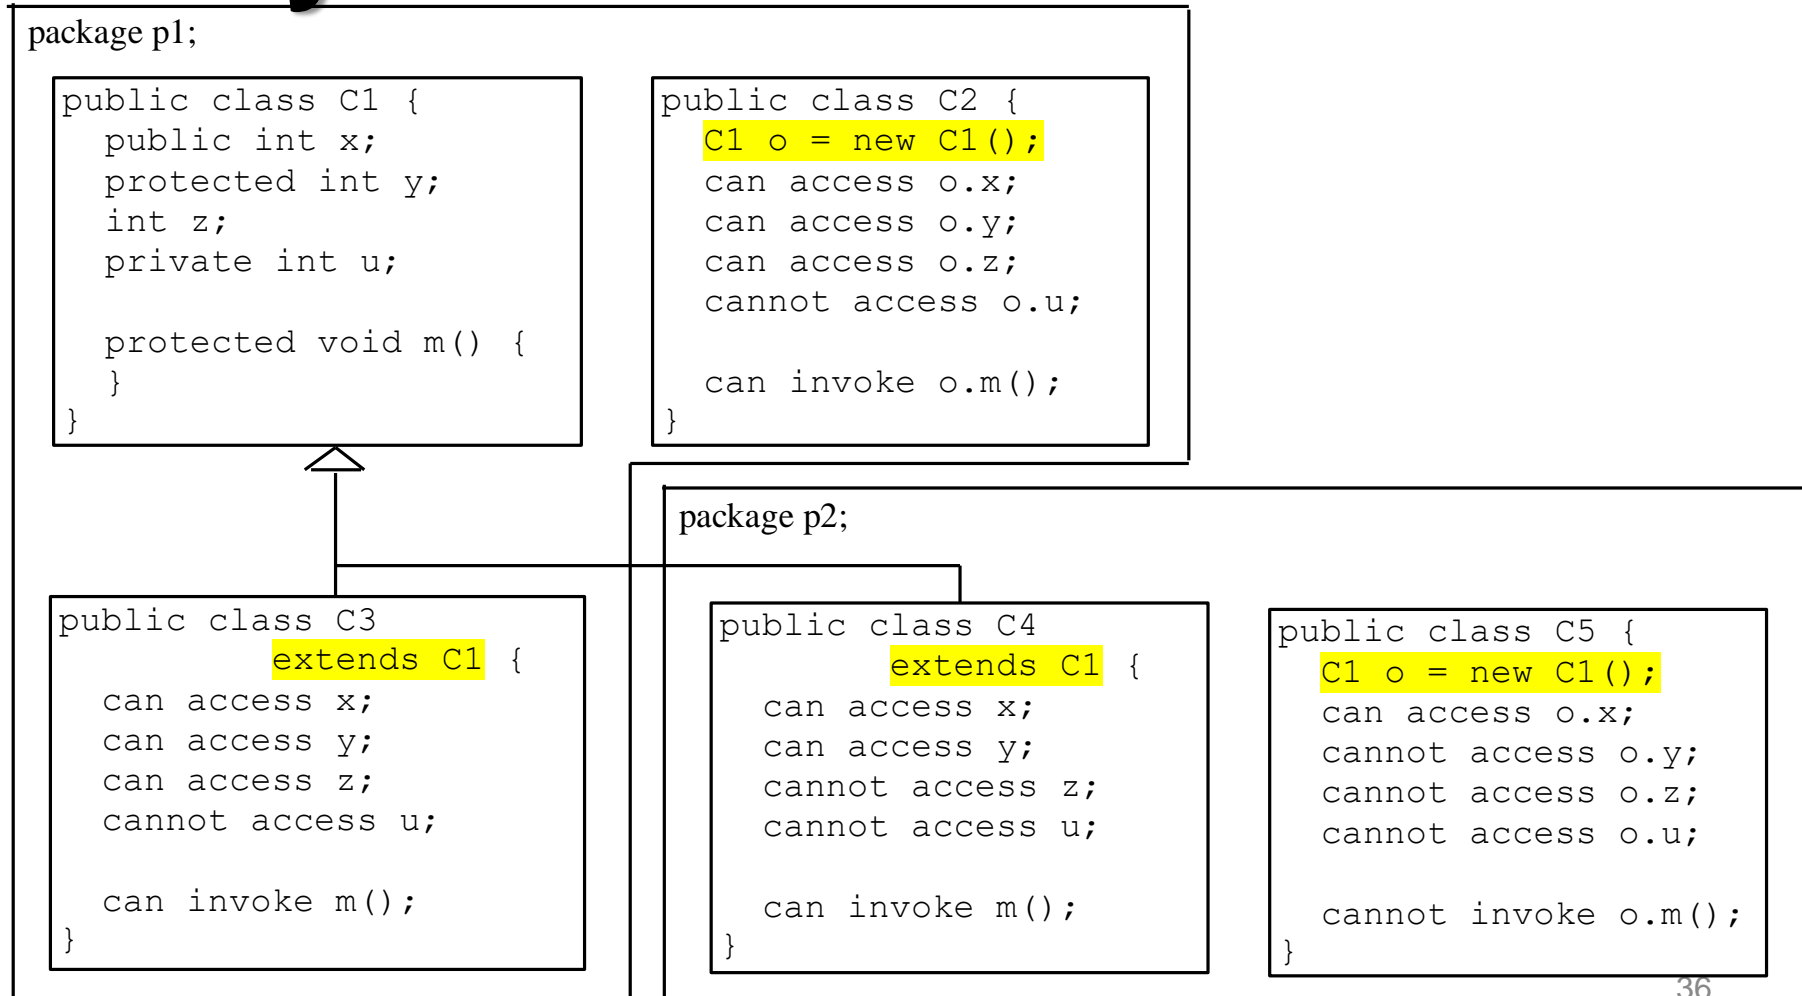 package p1;
public class C1 {
public int x;
protected int y;
int z;
private int u;
protected void m() {
}
}
public class C2 {
C1 o = new C1();
can access o.x;
can access o.y;
can access o.z;
cannot access o.u;
can invoke o.m();
}
public class C3
extends C1 {
can access x;
can access y;
can access z;
cannot access u;
can invoke m();
}
package p2;
public class C4
extends C1 {
can access x;
can access y;
cannot access z;
cannot access u;
can invoke m();
}
public class C5 {
C1 o = new C1();
can access o.x;
cannot access o.y;
cannot access o.z;
cannot access o.u;
cannot invoke o.m();
}
36